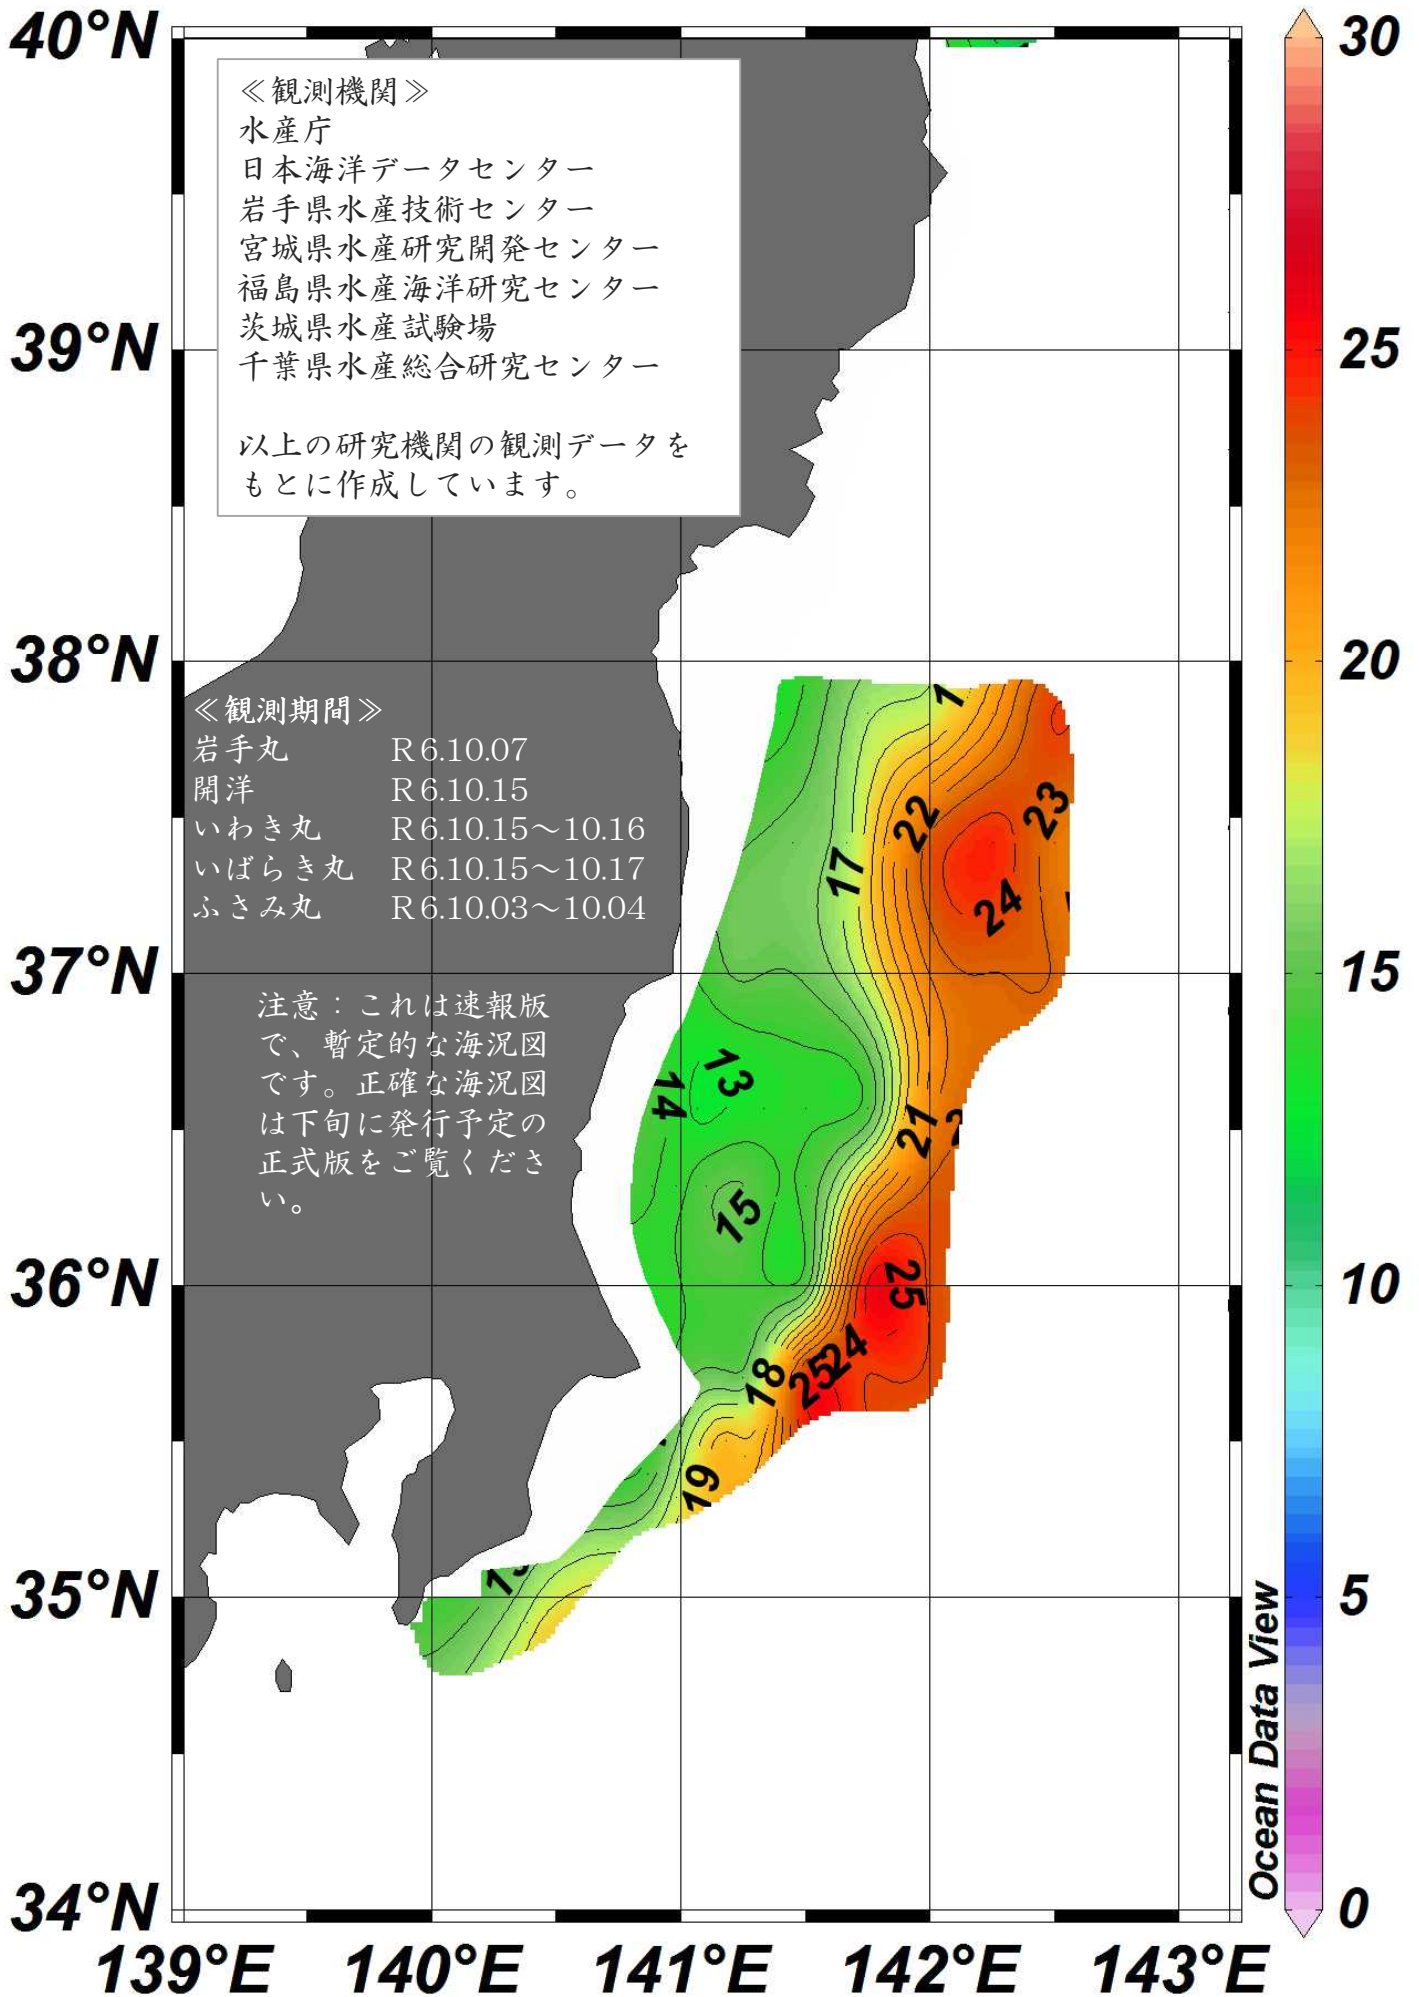 40°N
39°N
38°N
37°N
36°N
35°N
34°N
139°E 140°E 141°E 142°E 143°E
≪観測機関≫
水産庁
日本海洋データセンター
岩手県水産技術センター
宮城県水産研究開発センター
福島県水産海洋研究センター
茨城県水産試験場
千葉県水産総合研究センター
以上の研究機関の観測データを
もとに作成しています。
≪観測期間≫
岩手丸 R6.10.07
開洋 R6.10.15
いわき丸 R6.10.15～10.16
いばらき丸 R6.10.15～10.17
ふさみ丸 R6.10.03～10.04
注意：これは速報版
で、暫定的な海況図
です。正確な海況図
は下旬に発行予定の
正式版をご覧くださ
い。
1
22
23
17
24
13
14
21
15
25
24
25
18
19
30
25
20
15
10
5
0
Ocean Data View